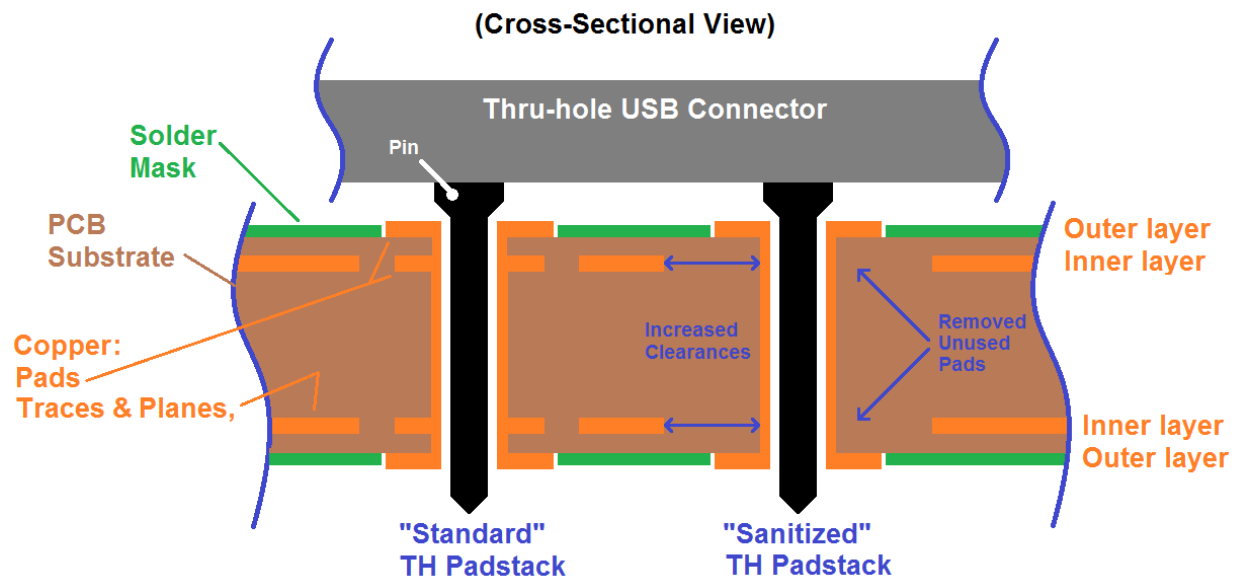 (Cross-Sectional View)
Thru-hole USB Connector
Solder
Mask
Pin
PCB
Substrate
Outer layer
Inner layer
Increased
Clearances
Removed
Unused
Pads
Copper:
Pads
Traces & Planes,
Inner layer
Outer layer
"Standard"
TH Padstack
"Sanitized"
TH Padstack